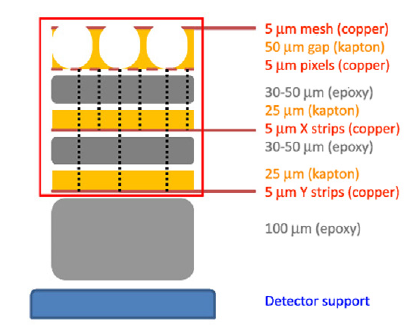 5 μm mesh (copper)
50 μm gap (kapton)
5 μm pixels (copper)
30-50 μm (epoxy)
25 μm (kapton)
5 μm X strips (copper)
30-50 μm (epoxy)
25 μm (kapton)
5 μm Y strips (copper)
100 μm (epoxy)
Detector support